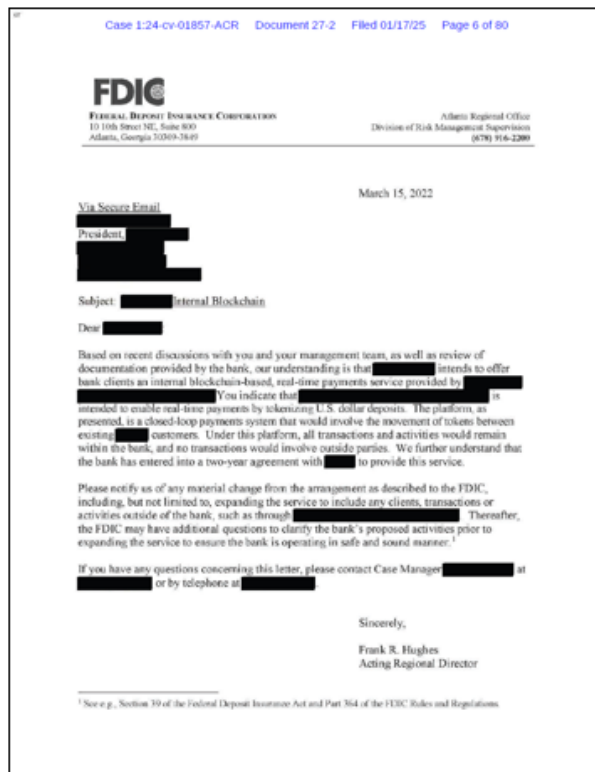 Case 1:24-cv-01857-ACR Document 27-2 Filed 01/17/25 Page 6 of 80
FDIC
FEDERAL DEPOSIT INSURANCE CORPORATION
10 10th Street NE, Suite 800
Atlanta, Georgia 30309-3849
Atlanta Regional Office
Division of Risk Management Supervision
(678) 916-2200
March 15, 2022
Via Secure Email
President,
Subject: Internal Blockchain
Dear
Based on recent discussions with you and your management team, as well as review of
documentation provided by the bank, our understanding is that intends to offer
bank clients an internal blockchain-based, real-time payments service provided by
You indicate that is
intended to enable real-time payments by tokenizing U.S. dollar deposits. The platform, as
presented, is a closed-loop payments system that would involve the movement of tokens between
existing customers. Under this platform, all transactions and activities would remain
within the bank, and no transactions would involve outside parties. We further understand that
the bank has entered into a two-year agreement with to provide this service.
Please notify us of any material change from the arrangement as described to the FDIC,
including, but not limited to, expanding the service to include any clients, transactions or
activities outside of the bank, such as through Thereafter,
the FDIC may have additional questions to clarify the bank's proposed activities prior to
expanding the service to ensure the bank is operating in safe and sound manner.1
If you have any questions concerning this letter, please contact Case Manager at
or by telephone at .
Sincerely,
Frank R. Hughes
Acting Regional Director
1 See e.g., Section 39 of the Federal Deposit Insurance Act and Part 364 of the FDIC Rules and Regulations.